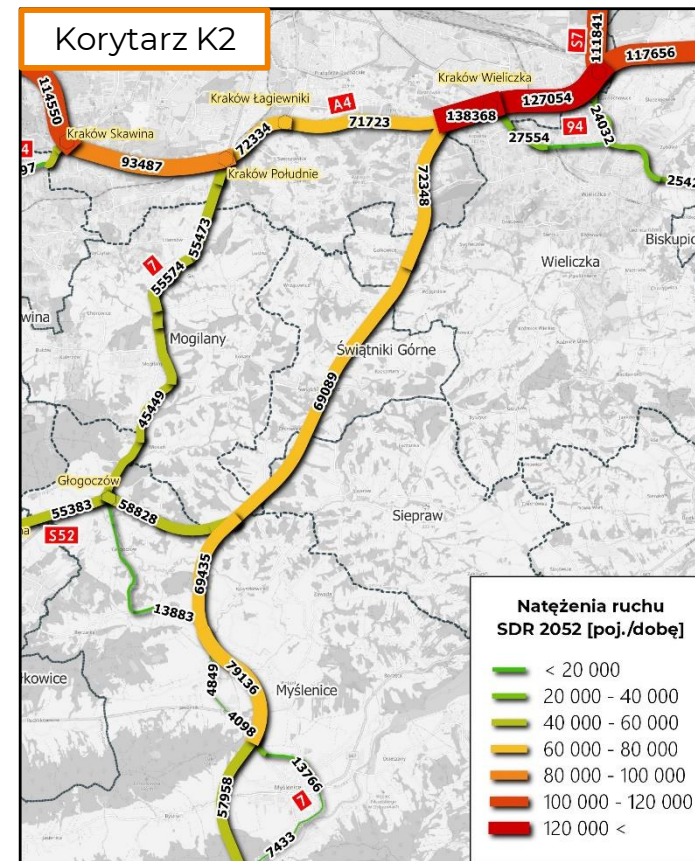 Korytarz K2
S7
111841
117656
114550
Kraków Wieliczka
Kraków Łagiewniki
A4
127054
138368
71723
72334
94
24032
27554
Kraków Skawina
4
97
93487
Kraków Południe
72348
2542
Biskupic
Wieliczka
55473
7
55574
wina
Mogilany
Świątniki Górne
69089
45449
Głogoczów
55383
58828
S52
na
Siepraw
69435
13883
4849
79136
Myślenice
4098
rkowice
13766
Myślenice
7
57958
7433
Natężenia ruchu
SDR 2052 [poj./dobę]
< 20 000
20 000 - 40 000
40 000 - 60 000
60 000 - 80 000
80 000 - 100 000
100 000 - 120 000
120 000 <